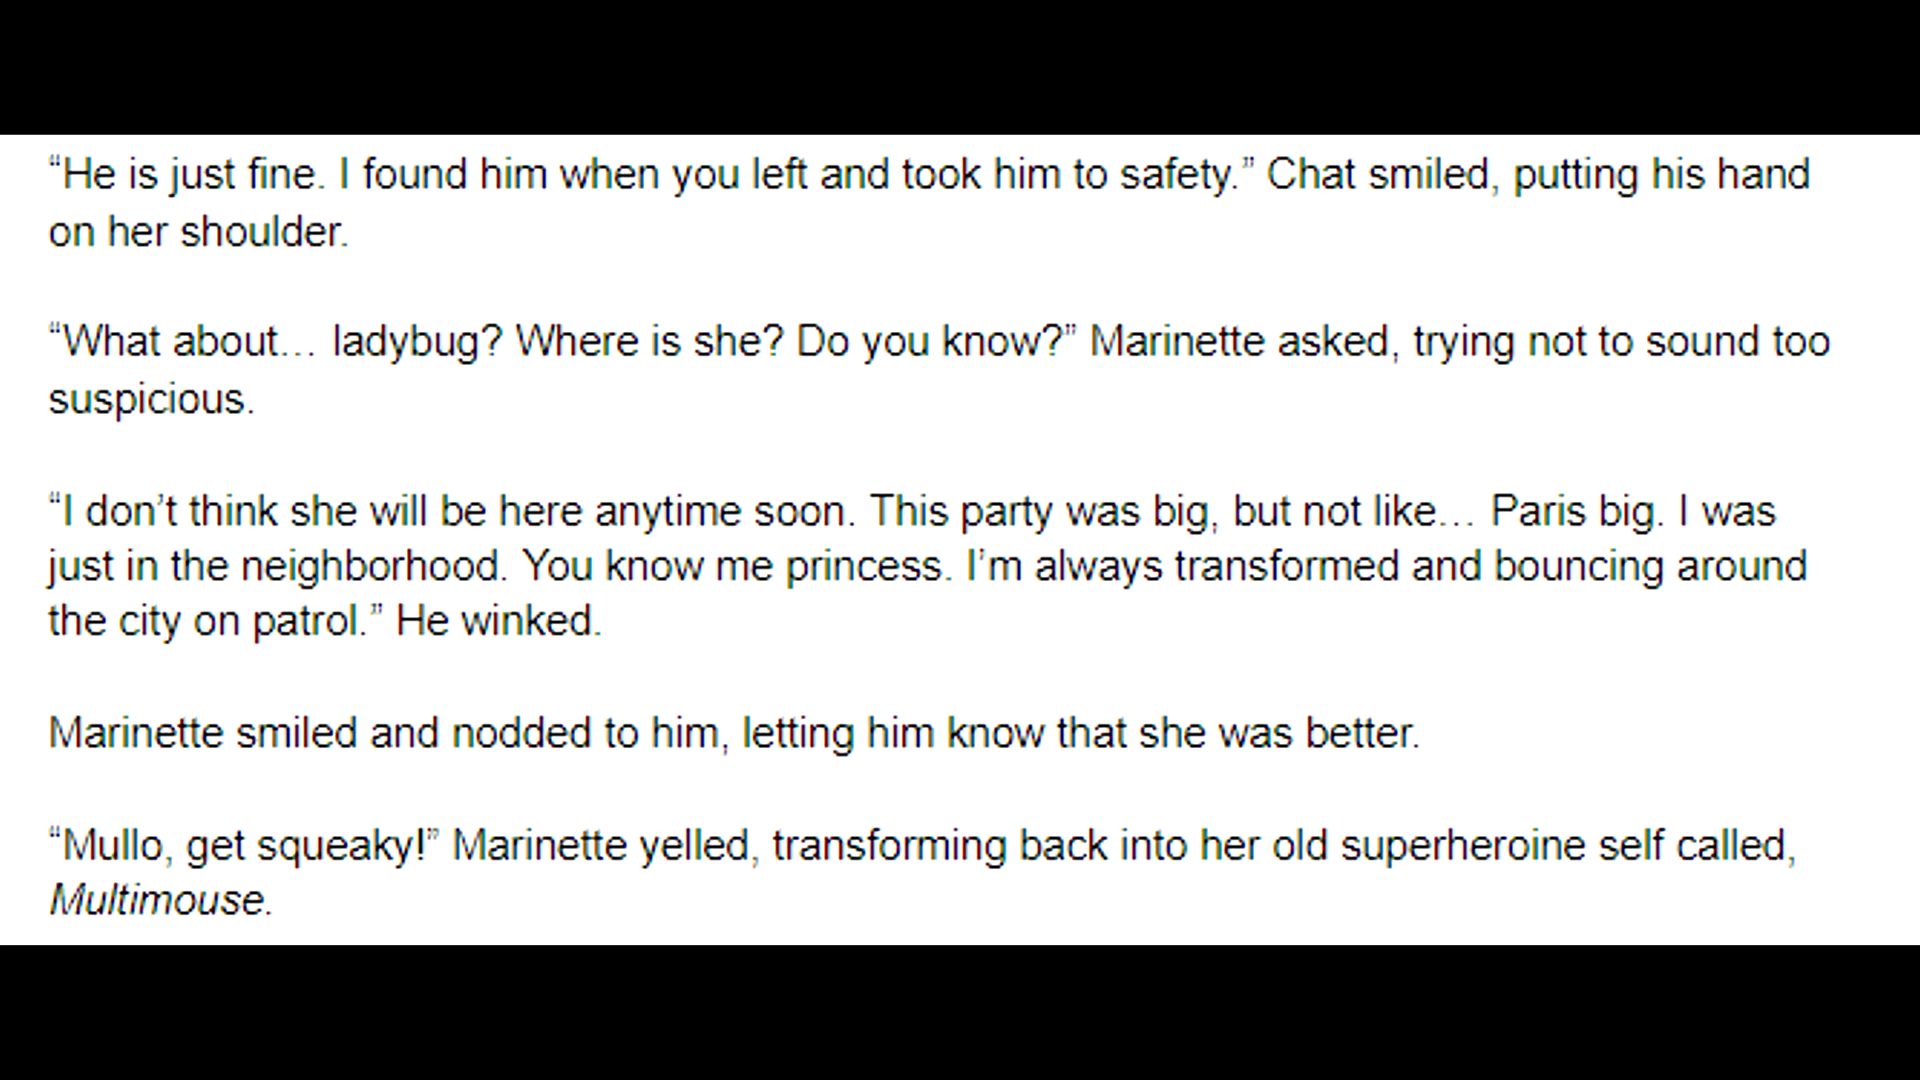 “He is just fine. I found him when you left and took him to safety.” Chat smiled, putting his hand
on her shoulder.
“What about… ladybug? Where is she? Do you know?” Marinette asked, trying not to sound too
suspicious.
“I don’t think she will be here anytime soon. This party was big, but not like… Paris big. I was
just in the neighborhood. You know me princess. I’m always transformed and bouncing around
the city on patrol.” He winked.
Marinette smiled and nodded to him, letting him know that she was better.
“Mullo, get squeaky!” Marinette yelled, transforming back into her old superheroine self called,
Multimouse.